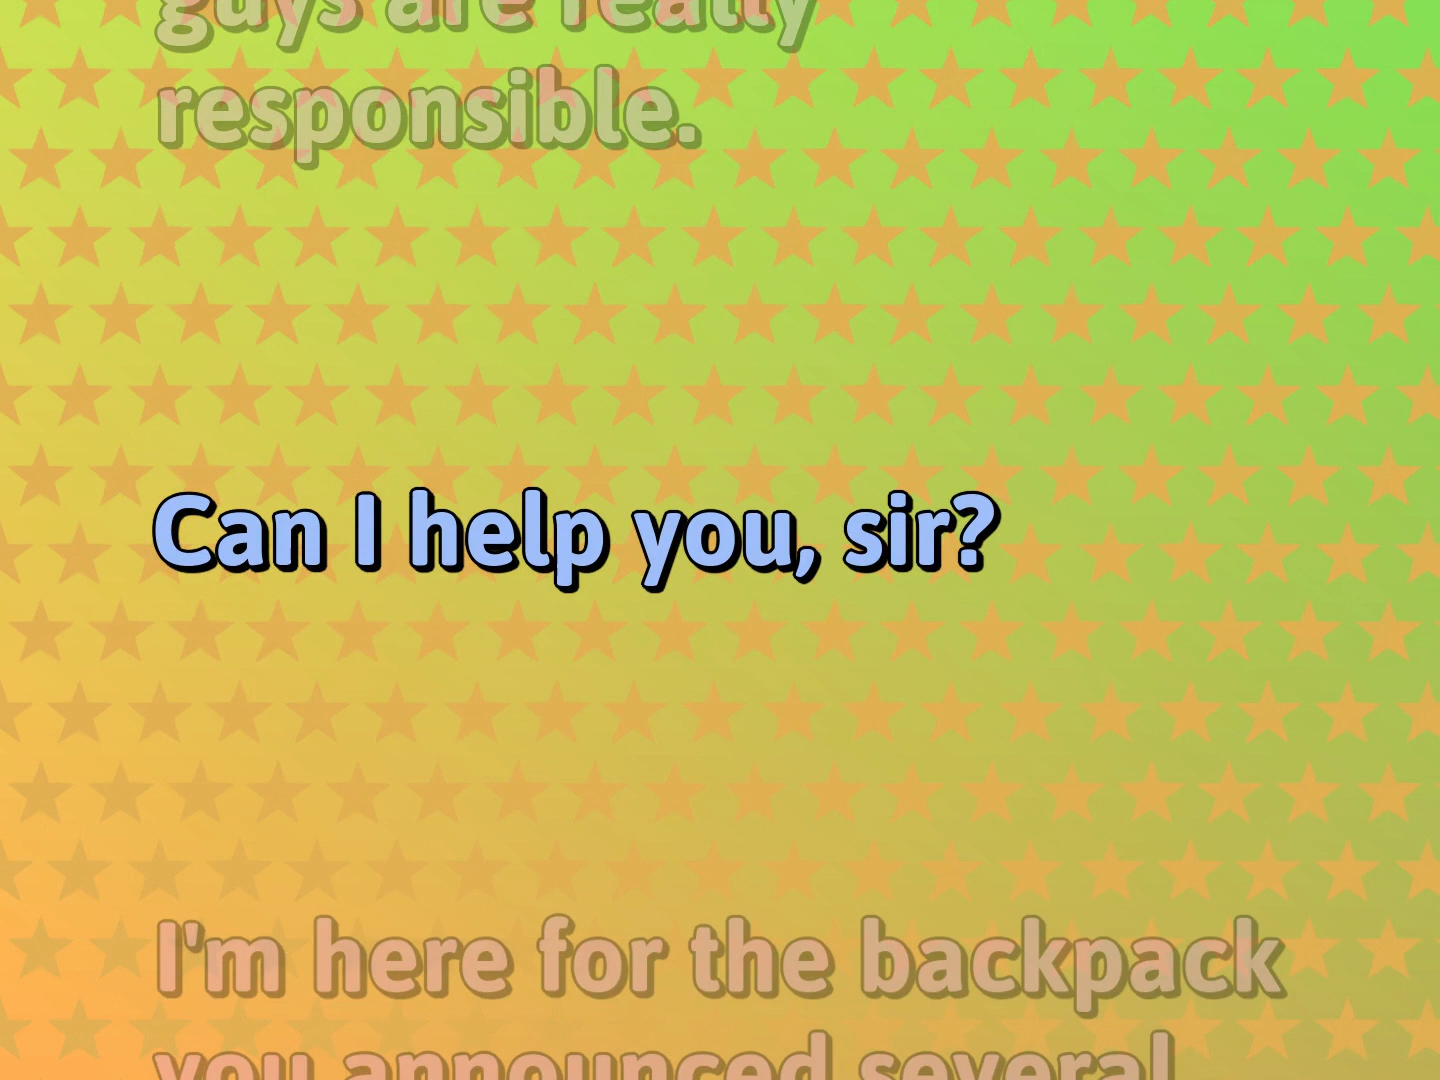 guys are really
responsible.
Can I help you, sir?
I'm here for the backpack
you announced several